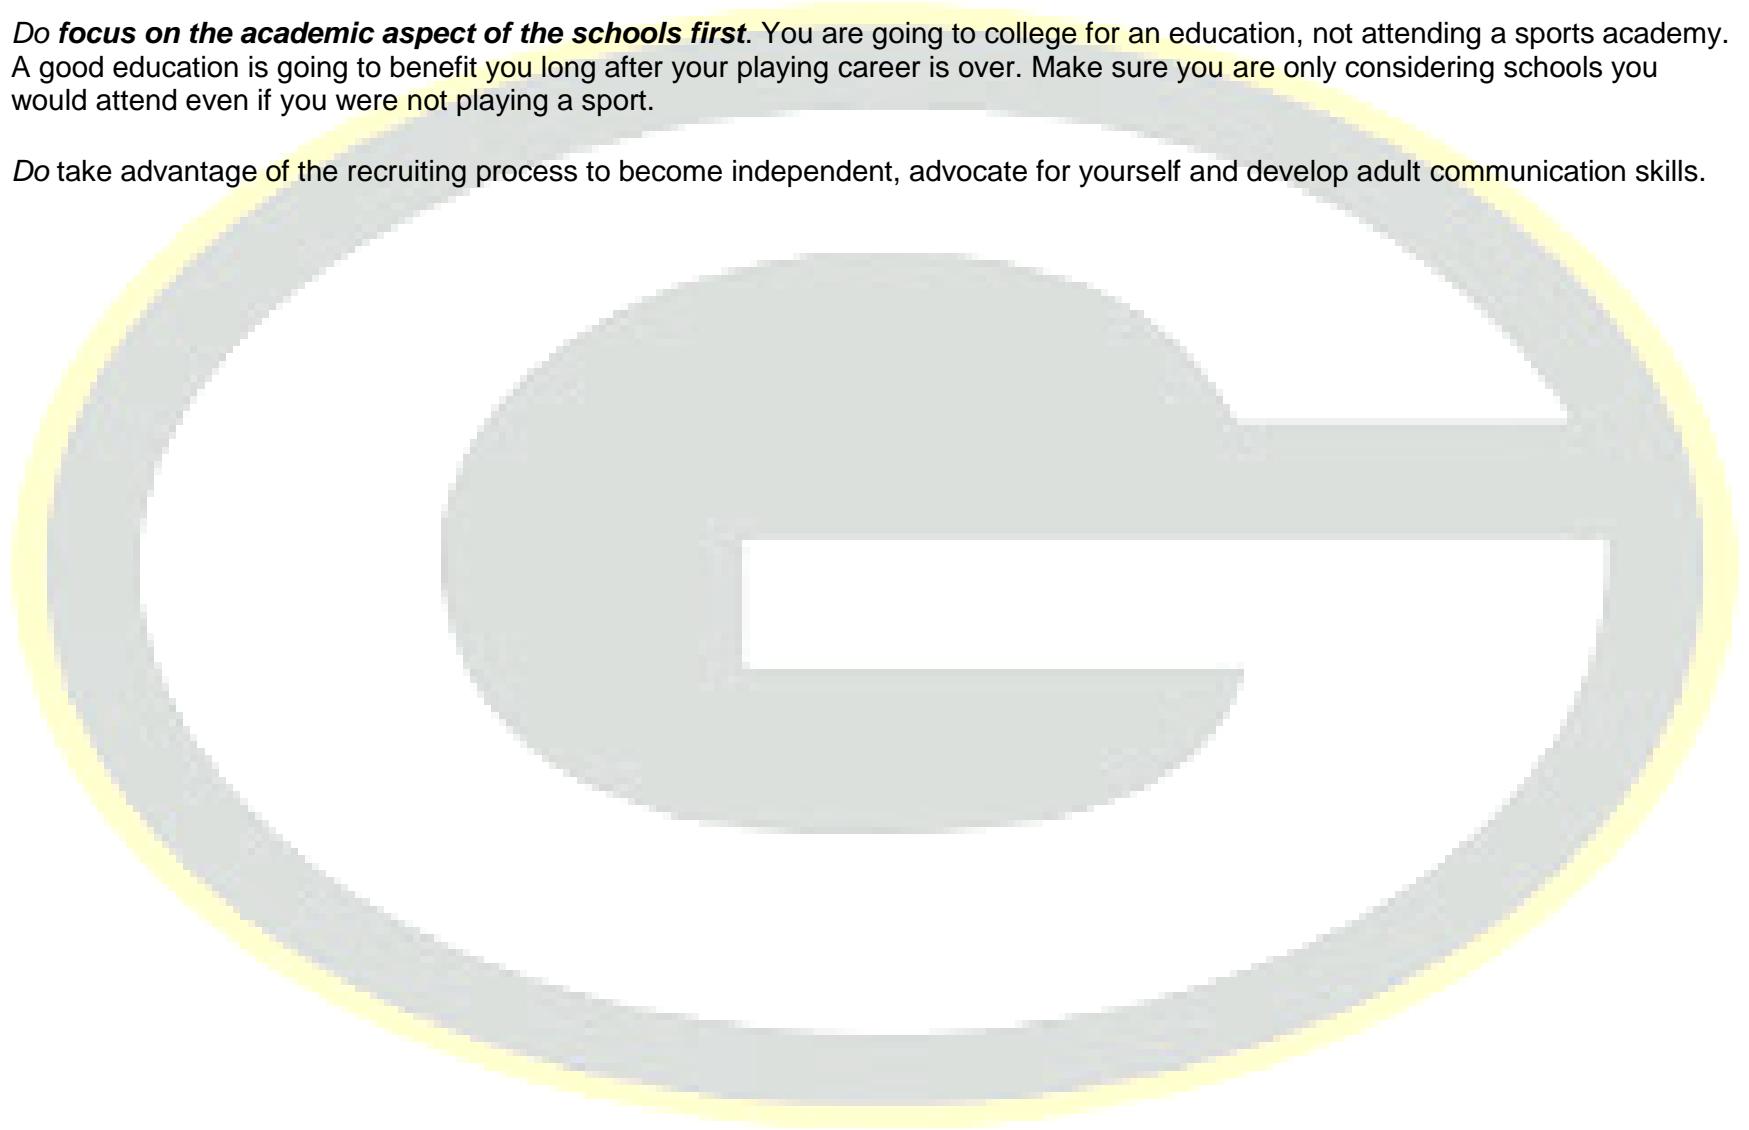 Do focus on the academic aspect of the schools first. You are going to college for an education, not attending a sports academy.
A good education is going to benefit you long after your playing career is over. Make sure you are only considering schools you
would attend even if you were not playing a sport.
Do take advantage of the recruiting process to become independent, advocate for yourself and develop adult communication skills.
G